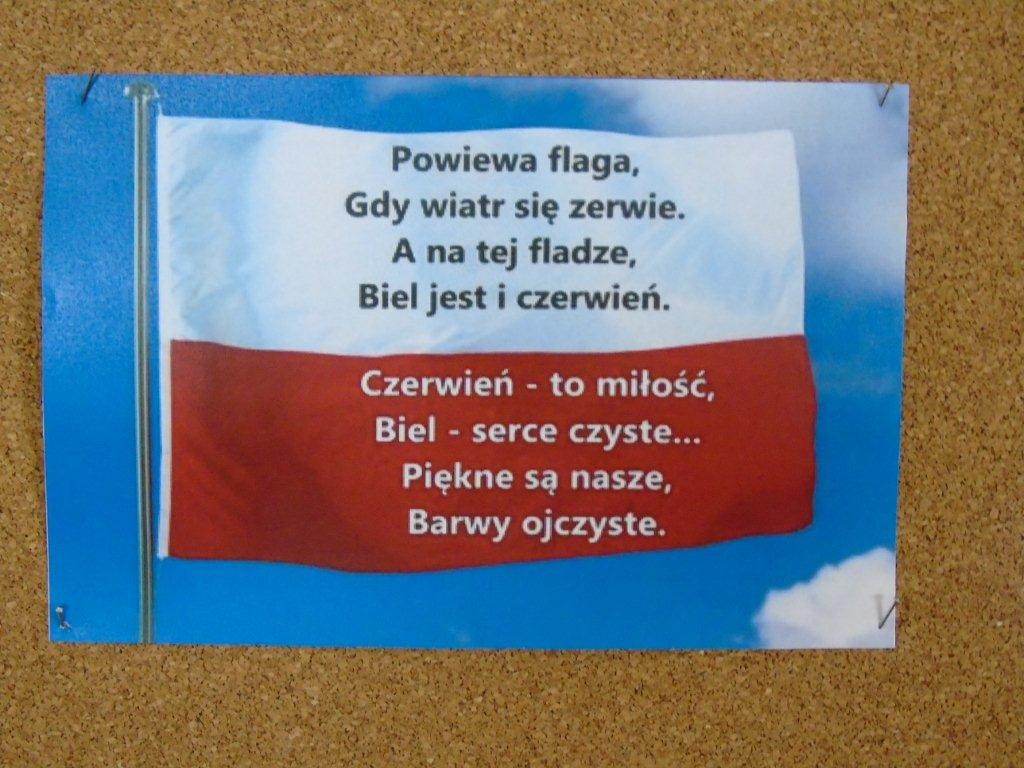 Powiewa flaga,
Gdy wiatr się zerwie.
A na tej fladze,
Biel jest i czerwień.
Czerwień - to miłość,
Biel - serce czyste...
Piękne są nasze,
Barwy ojczyste.